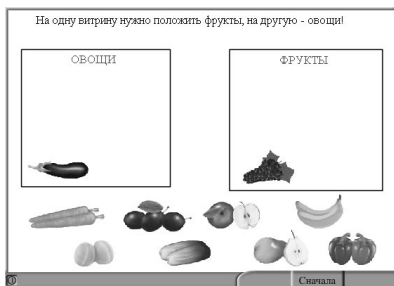 На одну витрину нужно положить фрукты, на другую - овощи!
ОВОЩИ
ФРУКТЫ
Сначала